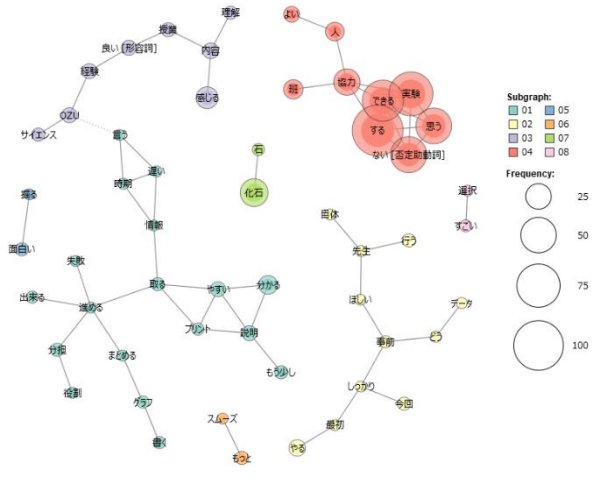 理解
よい
授業
人
良い [形容詞]
内容
経験
協力
班
実験
感じる
できる
OZU
する
思う
サイエンス
ない [否定助動詞]
言う
石
遅い
時期
化石
掘る
選択
すごい
情報
団体
行う
面白い
先生
失敗
取る
やすい
分かる
出来る
進める
ほしい
データ
プリント
説明
どう
事前
分担
まとめる
もう少し
役割
しっかり
グラフ
今回
スムーズ
最初
書く
もっと
やる
Subgraph:
01 05
02 06
03 07
04 08
Frequency:
25
50
75
100